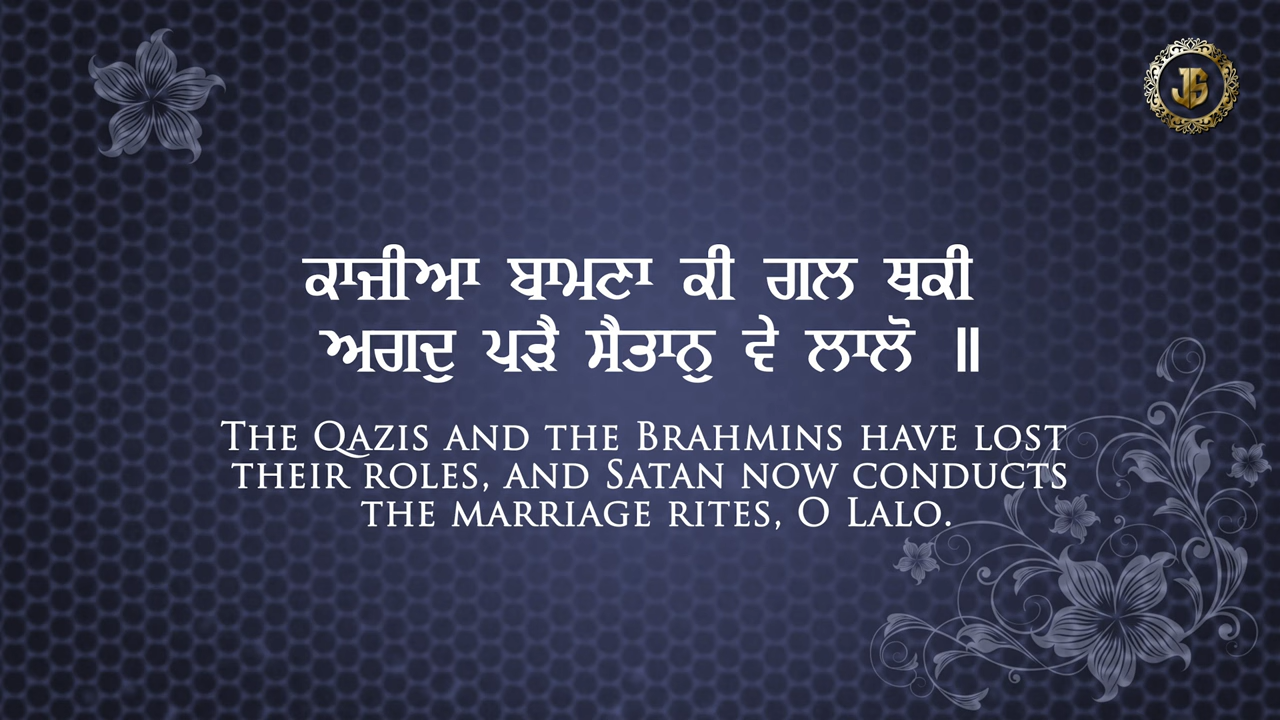 ਕਾਜੀਆ ਬਾਮਣਾ ਕੀ ਗਲ ਥਕੀ
ਅਗਦੁ ਪੜੈ ਸੈਤਾਨੁ ਵੇ ਲਾਲੋ ॥
The Qazis and the Brahmins have lost
their roles, and Satan now conducts
the marriage rites, O Lalo.
JS